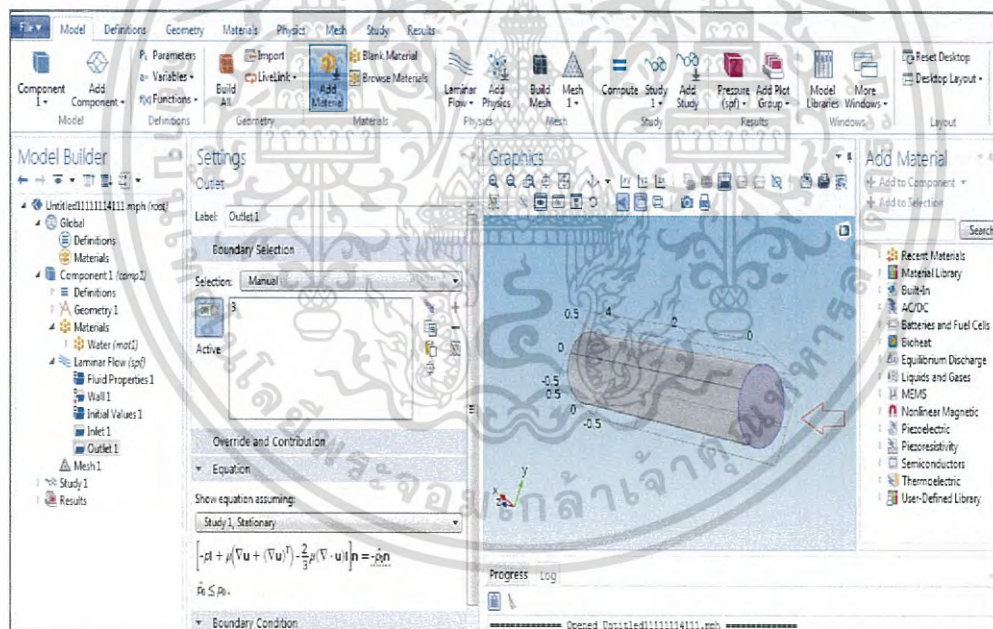 File ▾ Model Definitions Geometry Materials Physics Mesh Study Results
Component 1 ▾
Add Component ▾
Model
Pi Parameters
a= Variables ▾
f(x) Functions ▾
Definitions
Build All
Import
LiveLink ▾
Geometry
Add Material
Blank Material
Browse Materials
Materials
Laminar Flow ▾
Add Physics
Physics
Build Mesh
Mesh 1 ▾
Mesh
Compute
Study 1 ▾
Add Study
Study
Pressure (spf) ▾
Add Plot Group ▾
Results
Model Libraries
More Windows ▾
Windows
Reset Desktop
Desktop Layout ▾
Layout
Model Builder
Untitled11111114111.mph (root)
Global
Definitions
Materials
Component 1 (comp1)
Definitions
Geometry 1
Materials
Water (mat1)
Laminar Flow (spf)
Fluid Properties 1
Wall 1
Initial Values 1
Inlet 1
Outlet 1
Mesh 1
Study 1
Results
Settings
Outlet
Label: Outlet 1
Boundary Selection
Selection: Manual
3
Active
Override and Contribution
Equation
Show equation assuming:
Study 1, Stationary
[-pI + μ(∇u + (∇u)ᵀ) - 2/3 μ(∇ · u)I]n = -p̂₀n
p̂₀ ≤ p₀,
Boundary Condition
Graphics
0.5 4 2 0
0
-0.5
0.5
0
-0.5
y
x
z
Progress Log
============== Opened Untitled11111114111.mph ==============
Add Material
Add to Component ▾
Add to Selection
Search
Recent Materials
Material Library
Built-In
AC/DC
Batteries and Fuel Cells
Bioheat
Equilibrium Discharge
Liquids and Gases
MEMS
Nonlinear Magnetic
Piezoelectric
Piezoresistivity
Semiconductors
Thermoelectric
User-Defined Library